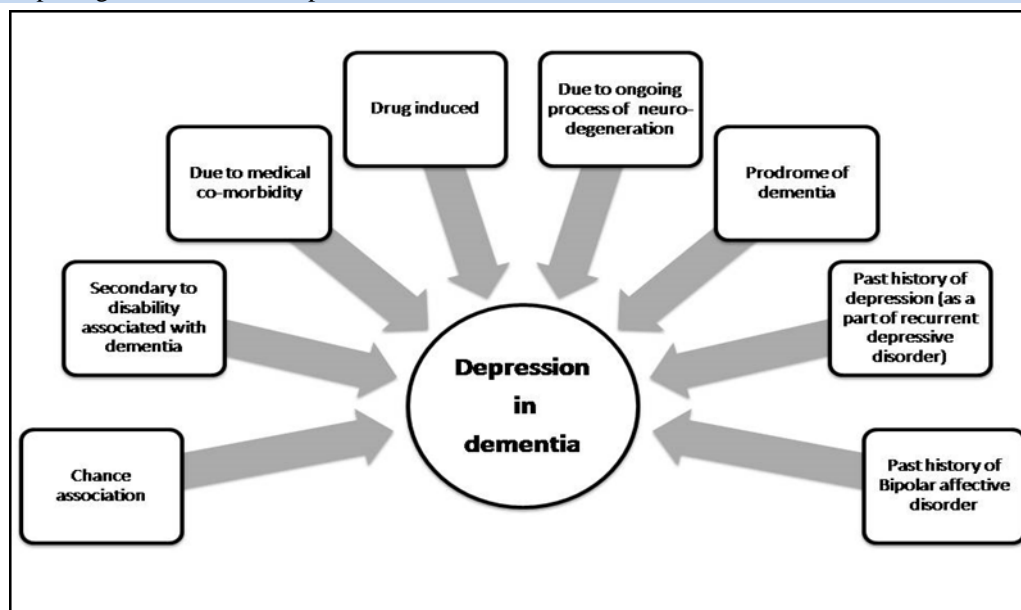 Drug induced
Due to ongoing
process of neuro-
degeneration
Due to medical
co-morbidity
Prodrome of
dementia
Secondary to
disability
associated with
dementia
Past history of
depression (as a
part of recurrent
depressive
disorder)
Depression
in
dementia
Chance
association
Past history of
Bipolar affective
disorder